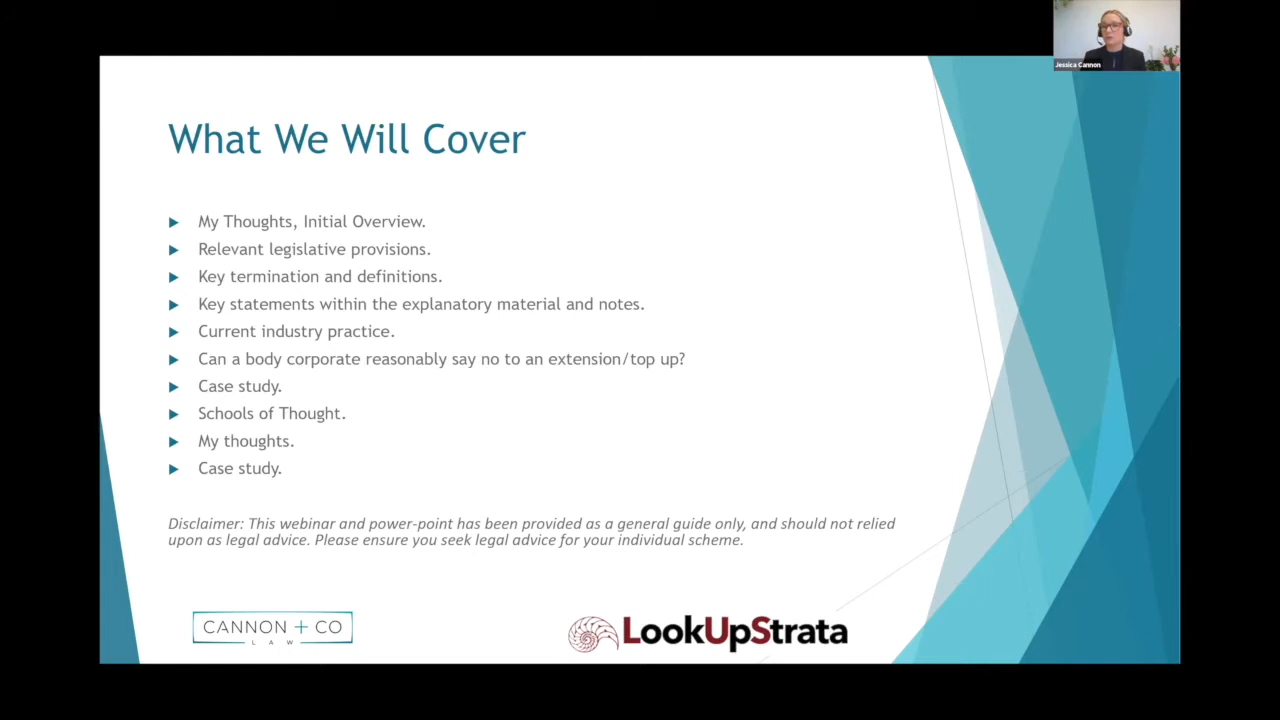 Jessica Cannon
What We Will Cover
My Thoughts, Initial Overview.
Relevant legislative provisions.
Key termination and definitions.
Key statements within the explanatory material and notes.
Current industry practice.
Can a body corporate reasonably say no to an extension/top up?
Case study.
Schools of Thought.
My thoughts.
Case study.
Disclaimer: This webinar and power-point has been provided as a general guide only, and should not relied
upon as legal advice. Please ensure you seek legal advice for your individual scheme.
CANNON + CO
LAW
LookUpStrata